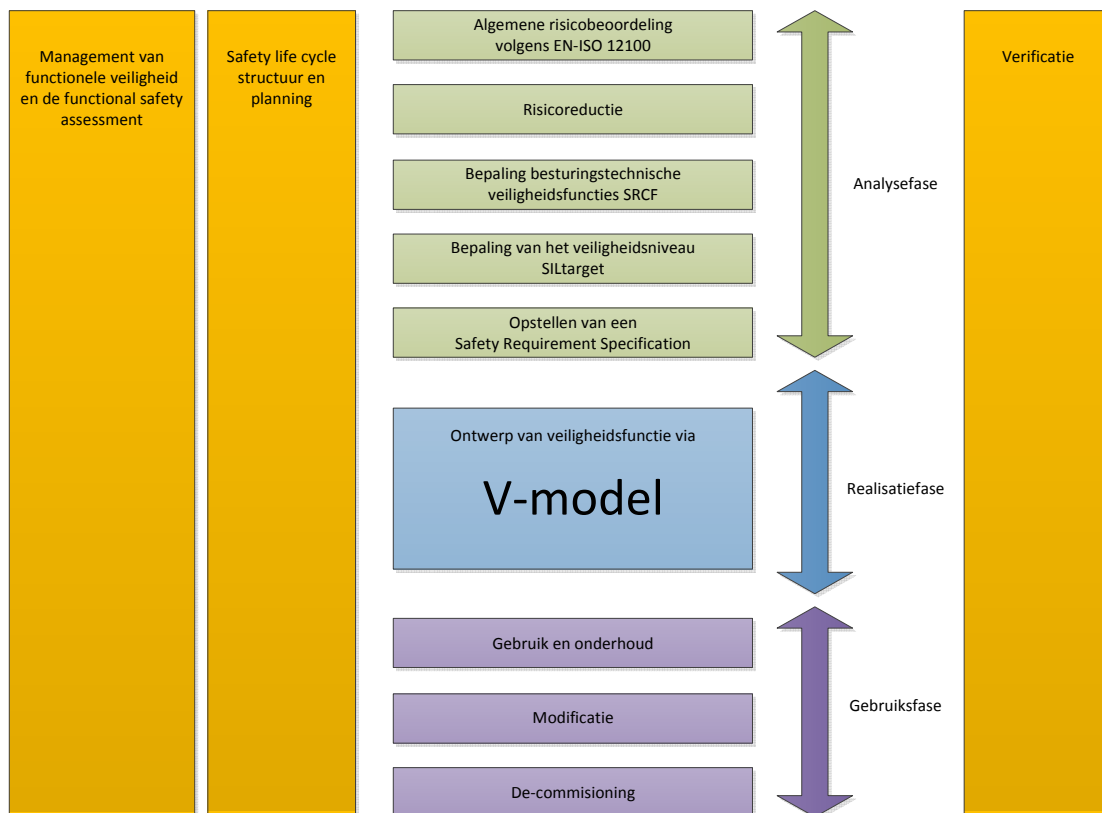 Management van
functionele veiligheid
en de functional safety
assessment
Safety life cycle
structuur en
planning
Algemene risicobeoordeling
volgens EN-ISO 12100
Risicoreductie
Bepaling besturingstechnische
veiligheidsfuncties SRCF
Bepaling van het veiligheidsniveau
SILtarget
Opstellen van een
Safety Requirement Specification
Analysefase
Ontwerp van veiligheidsfunctie via
V-model
Realisatiefase
Gebruik en onderhoud
Modificatie
De-commisioning
Gebruiksfase
Verificatie